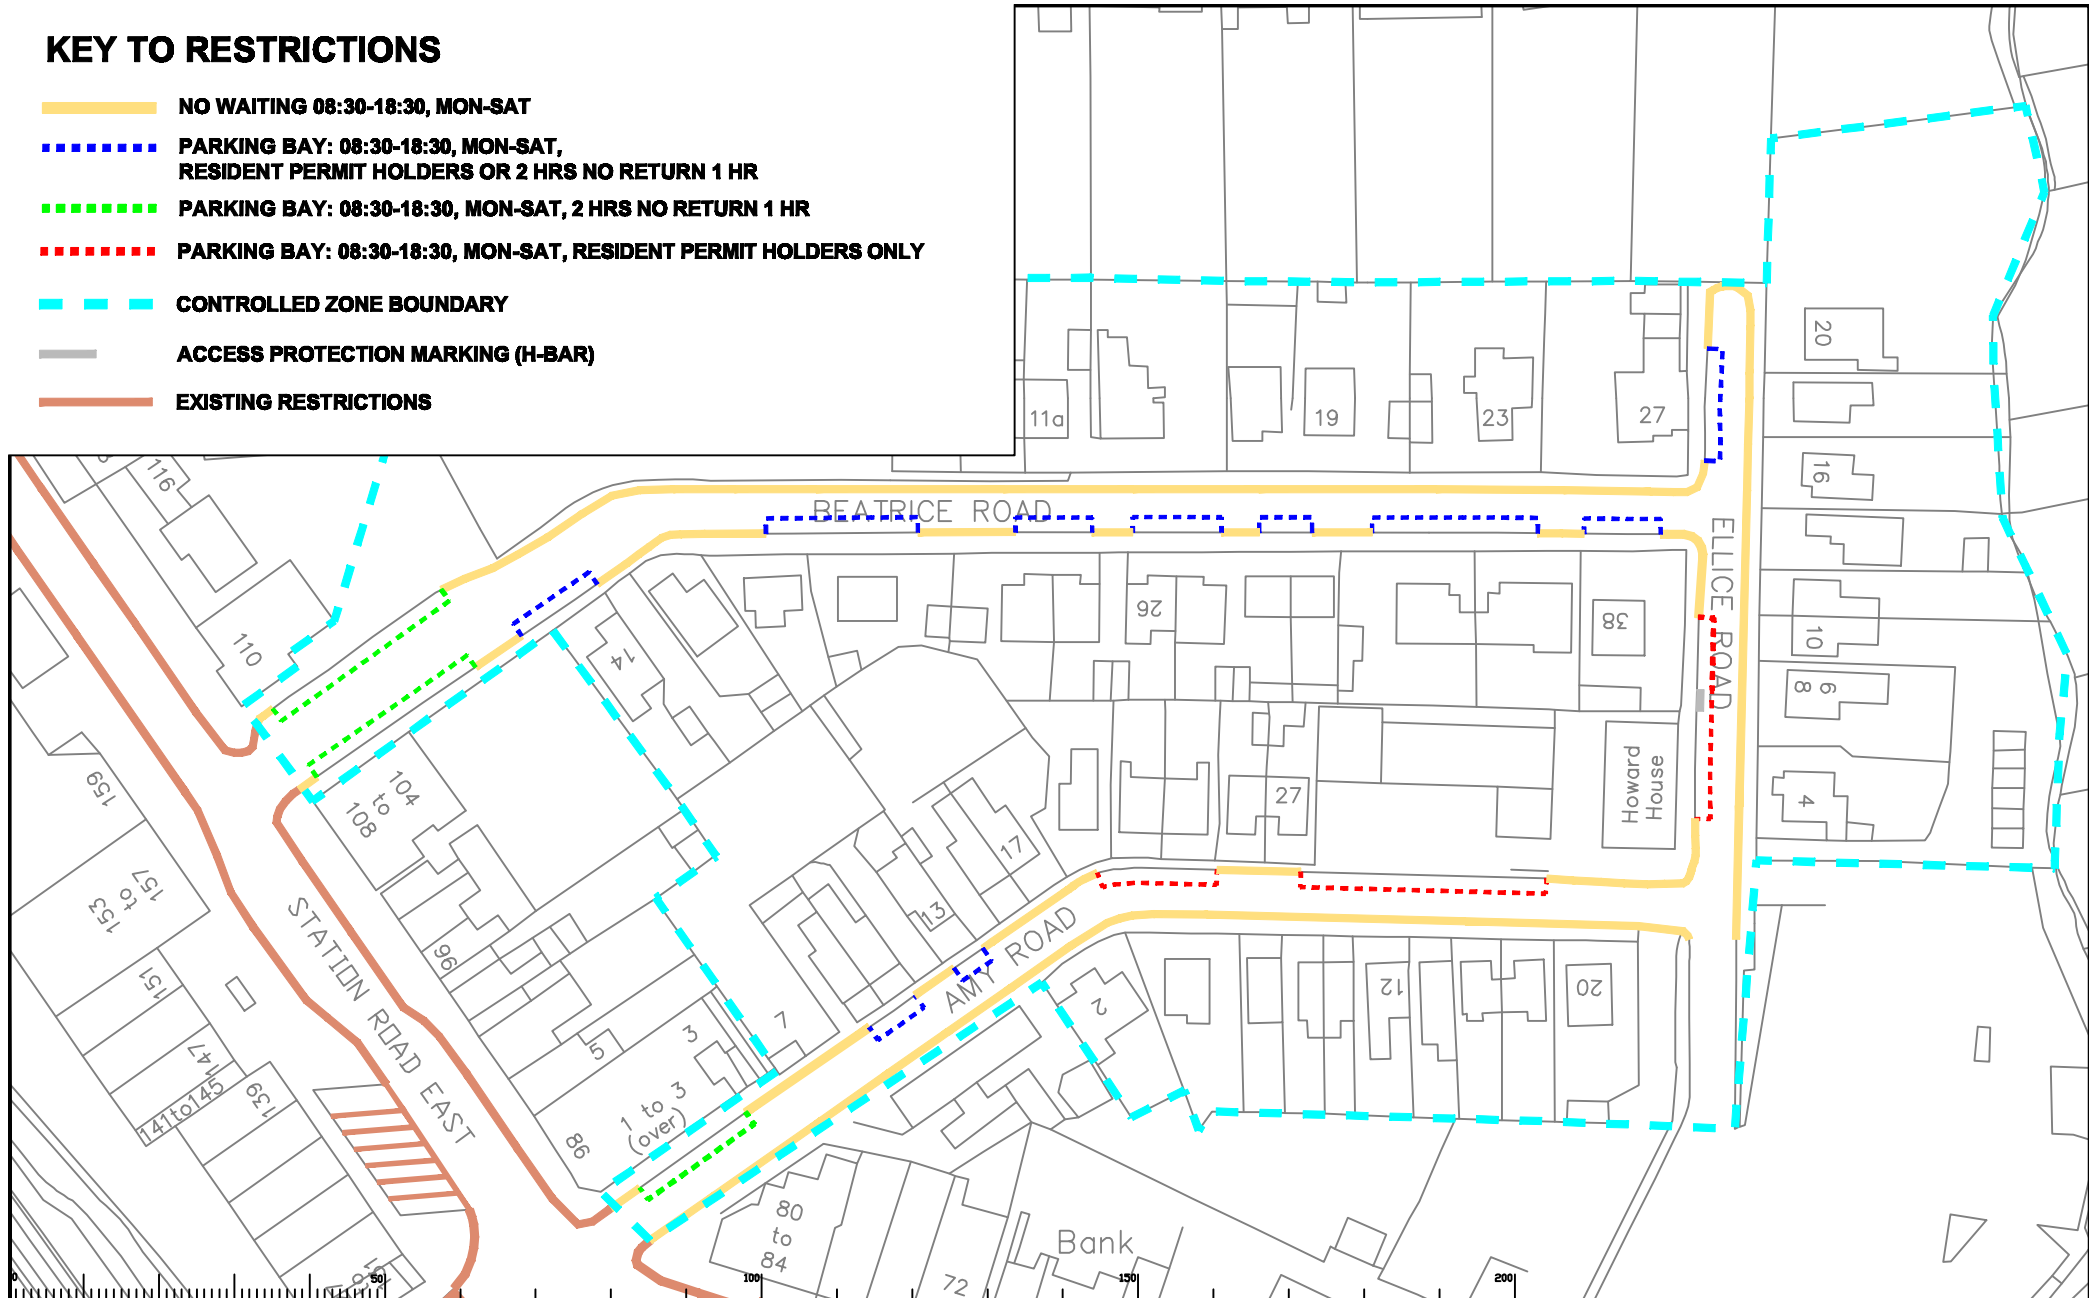 KEY TO RESTRICTIONS
NO WAITING 08:30-18:30, MON-SAT
PARKING BAY: 08:30-18:30, MON-SAT,
RESIDENT PERMIT HOLDERS OR 2 HRS NO RETURN 1 HR
PARKING BAY: 08:30-18:30, MON-SAT, 2 HRS NO RETURN 1 HR
PARKING BAY: 08:30-18:30, MON-SAT, RESIDENT PERMIT HOLDERS ONLY
CONTROLLED ZONE BOUNDARY
ACCESS PROTECTION MARKING (H-BAR)
EXISTING RESTRICTIONS
20
11a
19
23
27
116
16
BEATRICE ROAD
ELLICE ROAD
110
14
26
38
10
6
8
159
104
to
108
27
Howard
House
4
17
157
to
153
13
STATION ROAD EAST
96
AMY ROAD
151
12
20
2
7
5
3
147
1 to 3
(over)
139
141to145
86
80
to
84
Bank
72
0
50
100
150
200